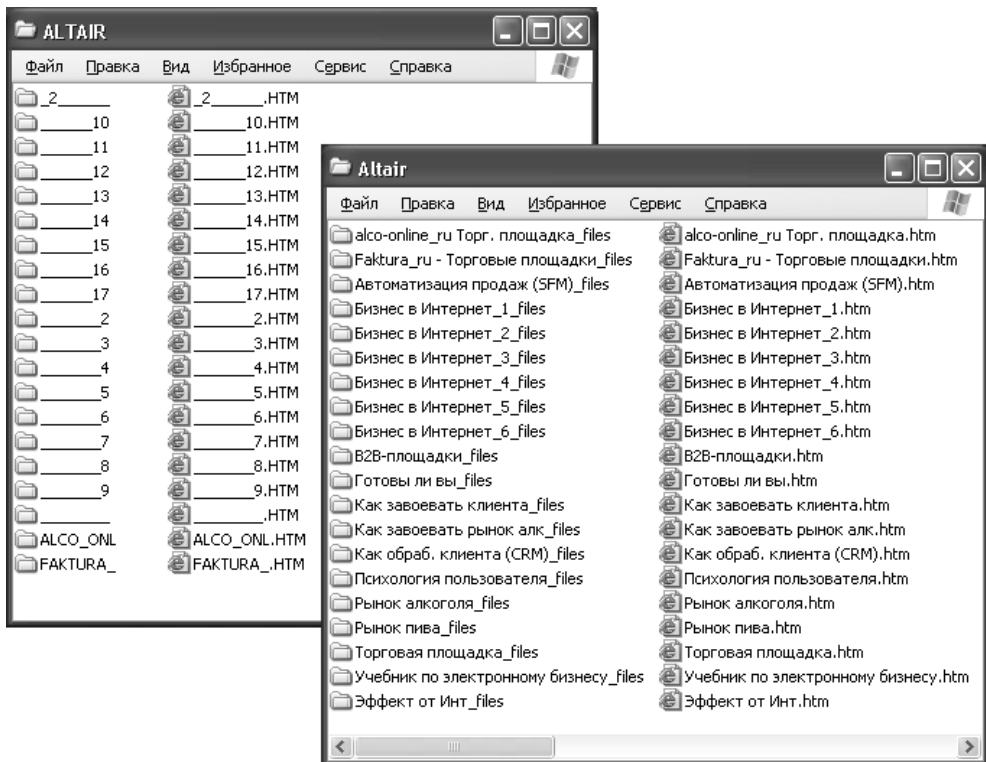 ALTAIR
Файл Правка Вид Избранное Сервис Справка
_2______ _2______.HTM
______10 ______10.HTM
______11 ______11.HTM
______12 ______12.HTM
______13 ______13.HTM
______14 ______14.HTM
______15 ______15.HTM
______16 ______16.HTM
______17 ______17.HTM
_______2 _______2.HTM
_______3 _______3.HTM
_______4 _______4.HTM
_______5 _______5.HTM
_______6 _______6.HTM
_______7 _______7.HTM
_______8 _______8.HTM
_______9 _______9.HTM
________ ________.HTM
ALCO_ONL ALCO_ONL.HTM
FAKTURA_ FAKTURA_.HTM
Altair
Файл Правка Вид Избранное Сервис Справка
alco-online_ru Торг. площадка_files alco-online_ru Торг. площадка.htm
Faktura_ru - Торговые площадки_files Faktura_ru - Торговые площадки.htm
Автоматизация продаж (SFM)_files Автоматизация продаж (SFM).htm
Бизнес в Интернет_1_files Бизнес в Интернет_1.htm
Бизнес в Интернет_2_files Бизнес в Интернет_2.htm
Бизнес в Интернет_3_files Бизнес в Интернет_3.htm
Бизнес в Интернет_4_files Бизнес в Интернет_4.htm
Бизнес в Интернет_5_files Бизнес в Интернет_5.htm
Бизнес в Интернет_6_files Бизнес в Интернет_6.htm
В2В-площадки_files В2В-площадки.htm
Готовы ли вы_files Готовы ли вы.htm
Как завоевать клиента_files Как завоевать клиента.htm
Как завоевать рынок алк_files Как завоевать рынок алк.htm
Как обраб. клиента (CRM)_files Как обраб. клиента (CRM).htm
Психология пользователя_files Психология пользователя.htm
Рынок алкоголя_files Рынок алкоголя.htm
Рынок пива_files Рынок пива.htm
Торговая площадка_files Торговая площадка.htm
Учебник по электронному бизнесу_files Учебник по электронному бизнесу.htm
Эффект от Инт_files Эффект от Инт.htm